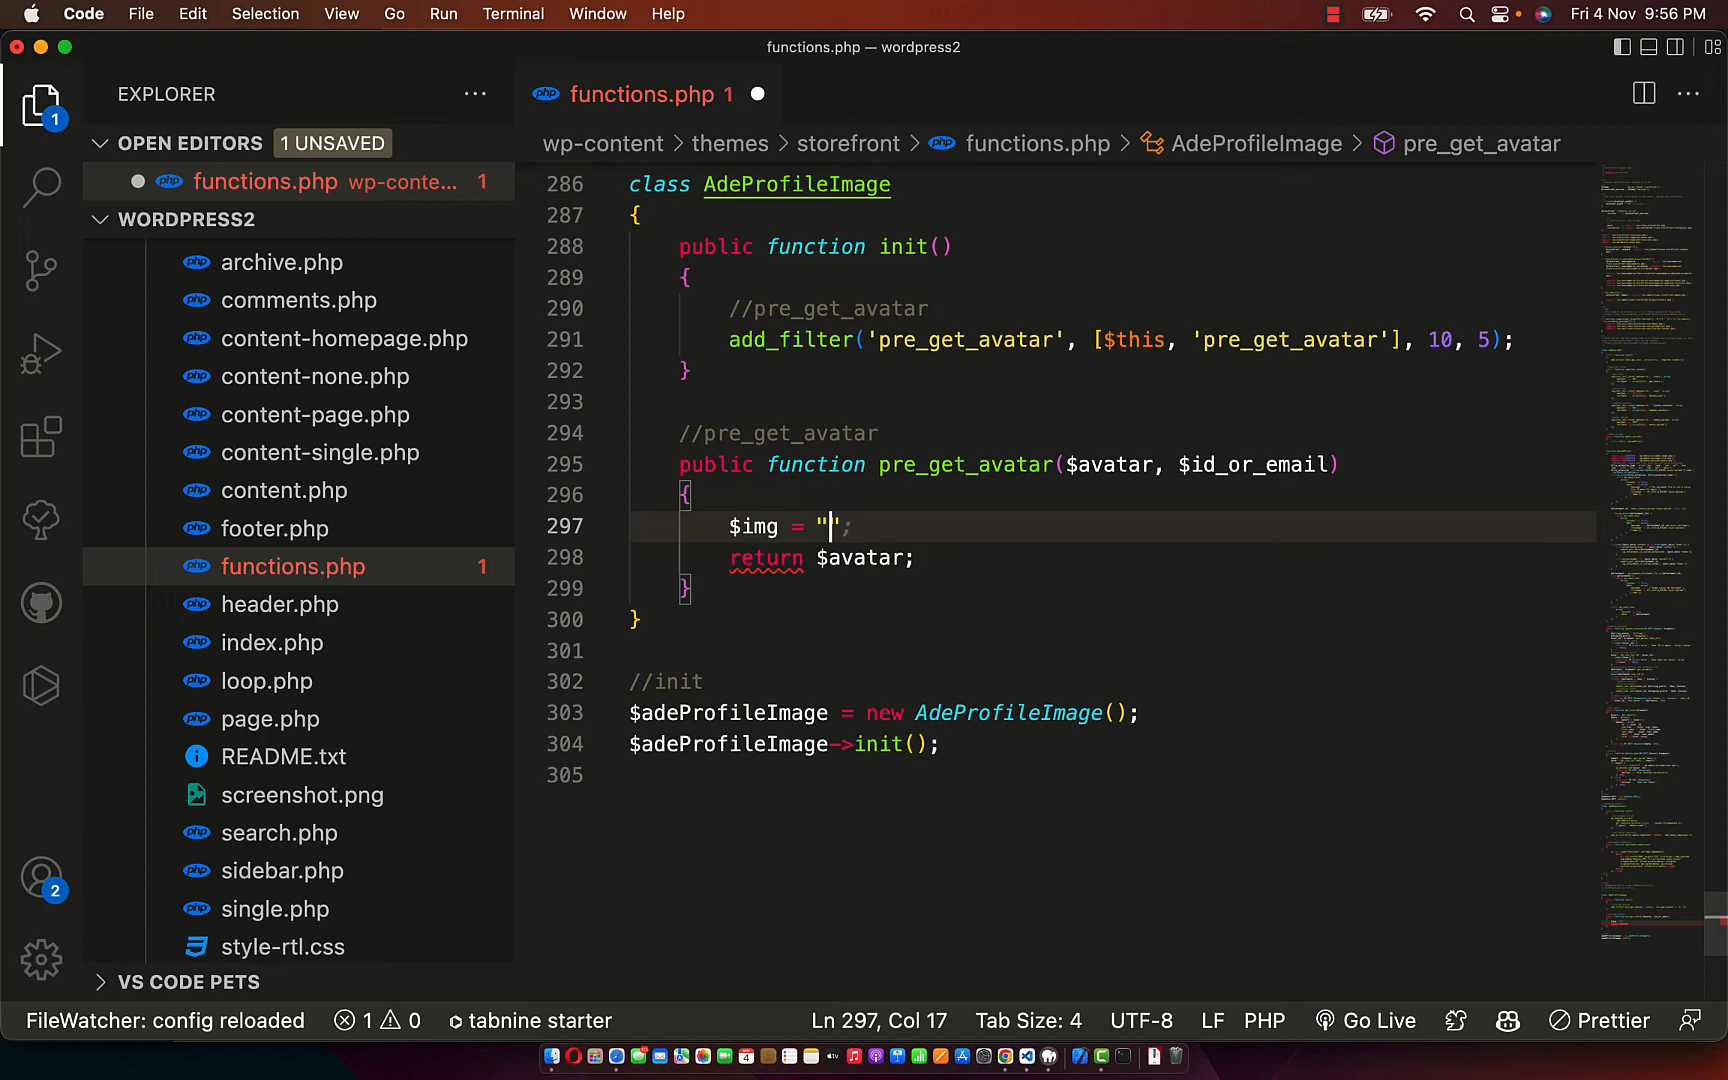 Code File Edit Selection View Go Run Terminal Window Help Fri 4 Nov 9:56 PM
functions.php — wordpress2
EXPLORER
functions.php 1
OPEN EDITORS 1 UNSAVED
wp-content > themes > storefront > functions.php > AdeProfileImage > pre_get_avatar
functions.php wp-conte... 1
WORDPRESS2
archive.php
comments.php
content-homepage.php
content-none.php
content-page.php
content-single.php
content.php
footer.php
functions.php 1
header.php
index.php
loop.php
page.php
README.txt
screenshot.png
search.php
sidebar.php
single.php
style-rtl.css
VS CODE PETS
1
2
286 class AdeProfileImage
287 {
288 public function init()
289 {
290 //pre_get_avatar
291 add_filter('pre_get_avatar', [$this, 'pre_get_avatar'], 10, 5);
292 }
293
294 //pre_get_avatar
295 public function pre_get_avatar($avatar, $id_or_email)
296 {
297 $img = "";
298 return $avatar;
299 }
300 }
301
302 //init
303 $adeProfileImage = new AdeProfileImage();
304 $adeProfileImage->init();
305
FileWatcher: config reloaded 1 0 tabnine starter Ln 297, Col 17 Tab Size: 4 UTF-8 LF PHP Go Live Prettier